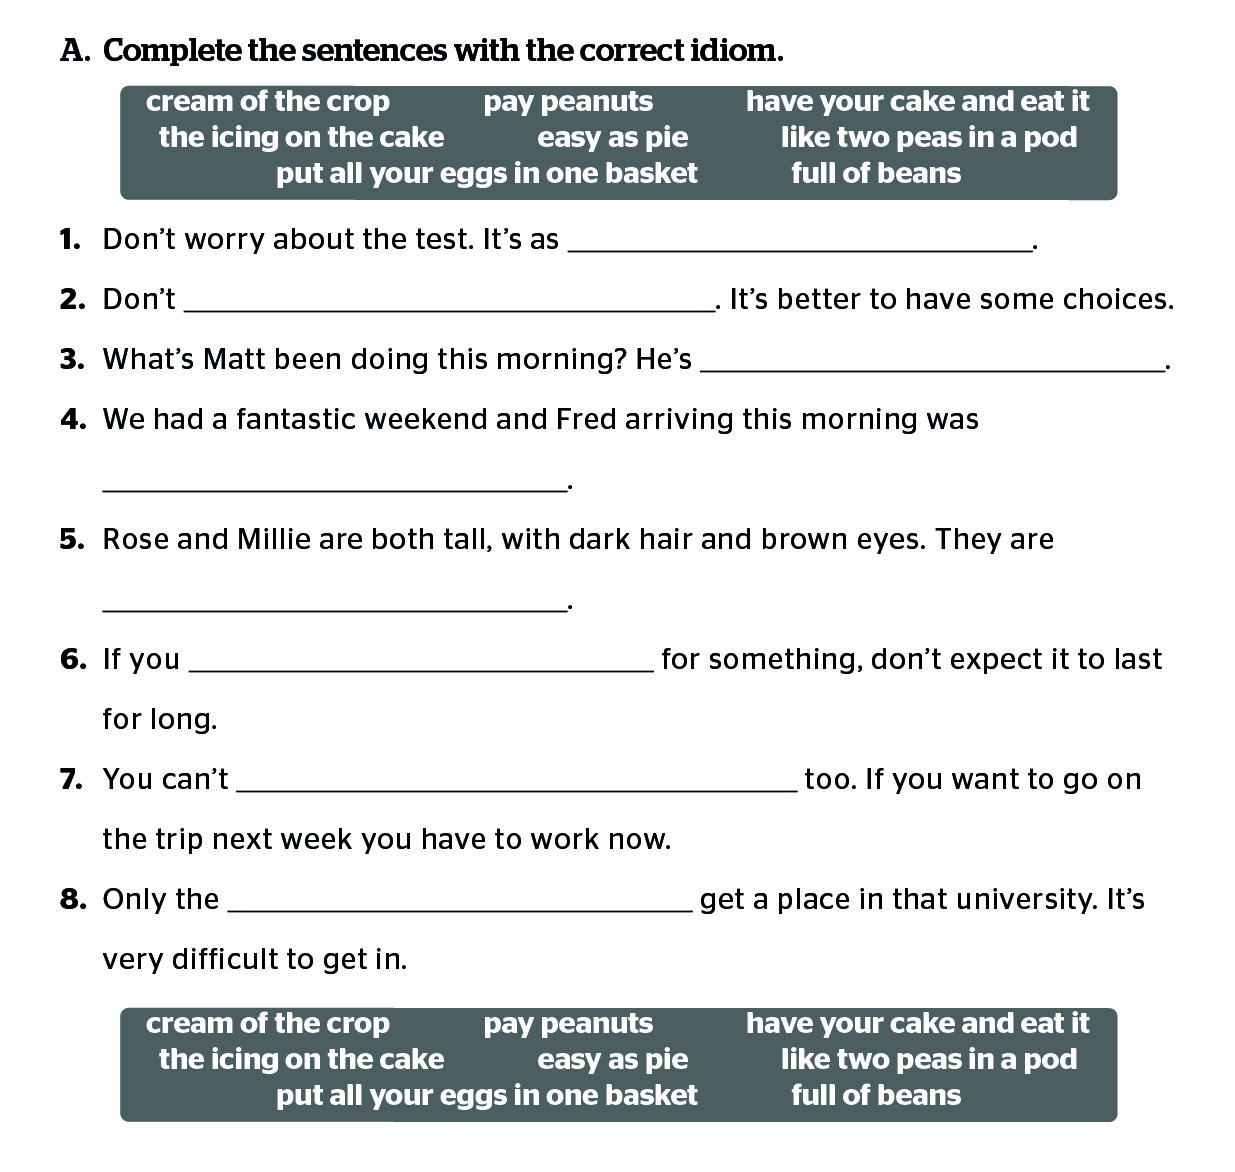 A. Complete the sentences with the correct idiom.
cream of the crop pay peanuts have your cake and eat it
the icing on the cake easy as pie like two peas in a pod
put all your eggs in one basket full of beans
1. Don’t worry about the test. It’s as ______________________________.
2. Don’t ___________________________________. It’s better to have some choices.
3. What’s Matt been doing this morning? He’s ______________________________.
4. We had a fantastic weekend and Fred arriving this morning was
______________________________.
5. Rose and Millie are both tall, with dark hair and brown eyes. They are
______________________________.
6. If you ______________________________ for something, don’t expect it to last
for long.
7. You can’t ____________________________________ too. If you want to go on
the trip next week you have to work now.
8. Only the ______________________________ get a place in that university. It’s
very difficult to get in.
cream of the crop pay peanuts have your cake and eat it
the icing on the cake easy as pie like two peas in a pod
put all your eggs in one basket full of beans